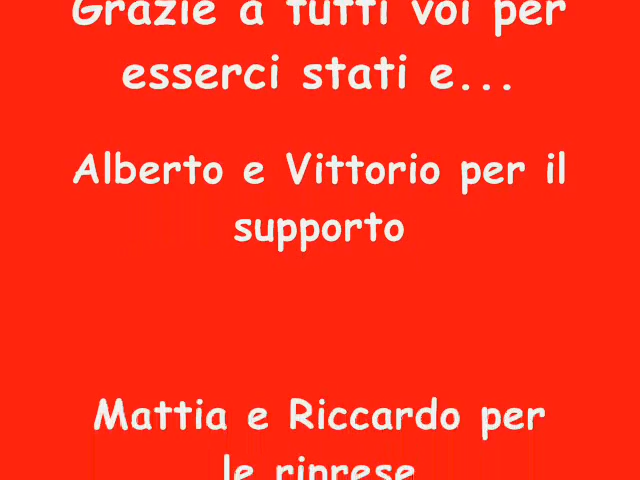 Grazie a tutti voi per
esserci stati e...
Alberto e Vittorio per il
supporto
Mattia e Riccardo per
le riprese